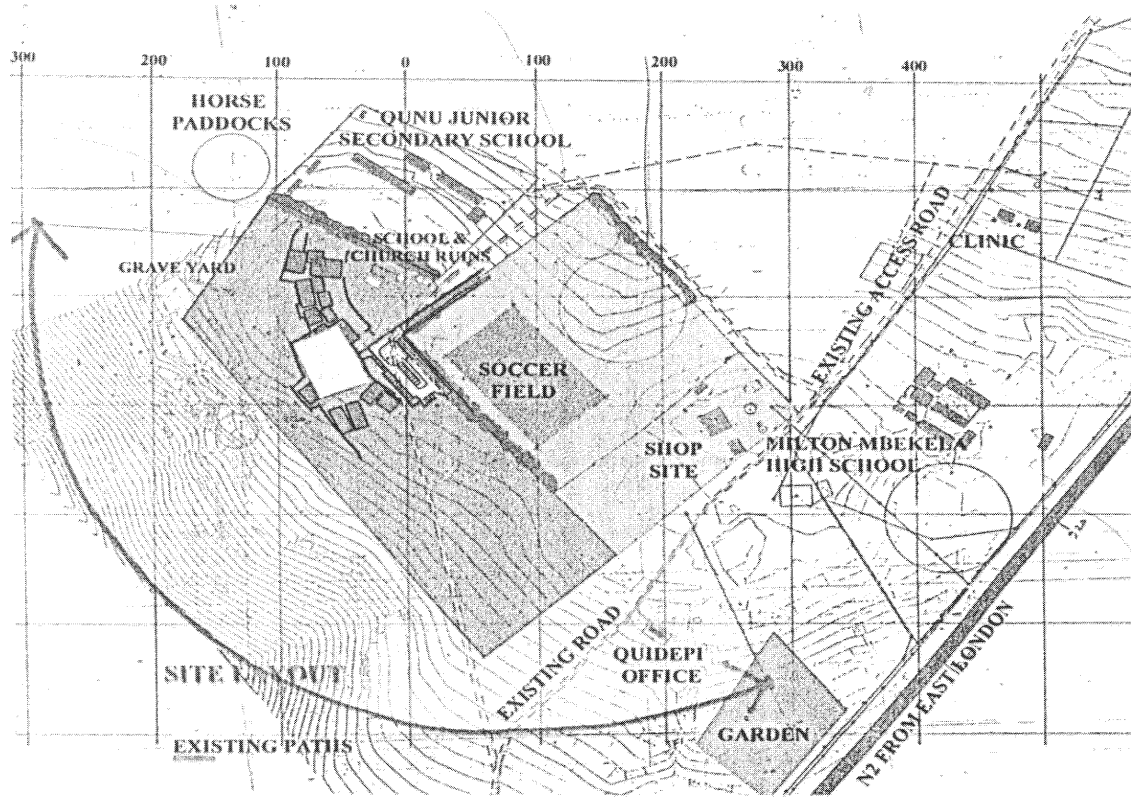 300 200 100 0 100 200 300 400
HORSE
PADDOCKS
QUNU JUNIOR
SECONDARY SCHOOL
SCHOOL &
CHURCH RUINS
GRAVE YARD
EXISTING ACCESS ROAD
CLINIC
SOCCER
FIELD
SHOP
SITE
MILTON MBEKELA
HIGH SCHOOL
EXISTING ROAD
QUIDEPI
OFFICE
GARDEN
N2 FROM EAST LONDON
SITE
EXISTING PATHS